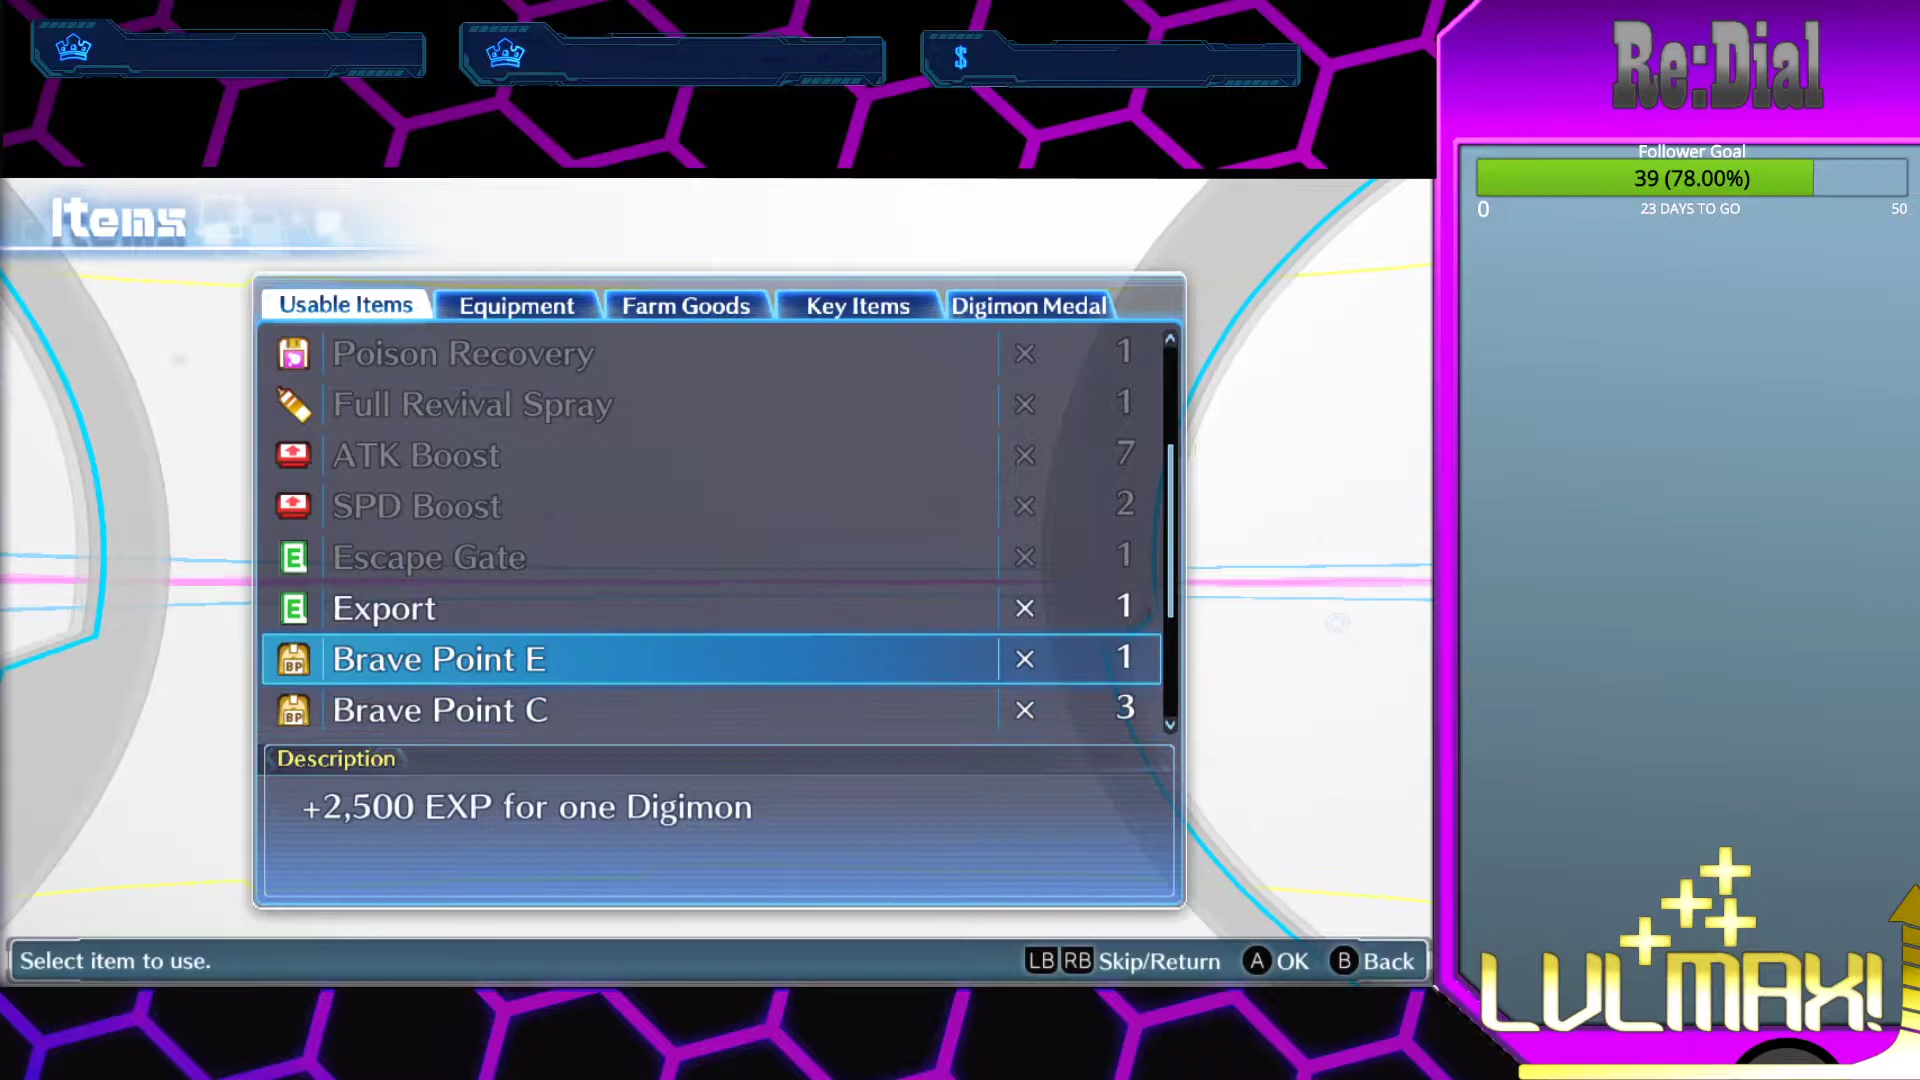 Re:Dial
Follower Goal
39 (78.00%)
0 23 DAYS TO GO 50
Items
Usable Items Equipment Farm Goods Key Items Digimon Medal
Poison Recovery × 1
Full Revival Spray × 1
ATK Boost × 7
SPD Boost × 2
E Escape Gate × 1
E Export × 1
BP Brave Point E × 1
BP Brave Point C × 3
Description
+2,500 EXP for one Digimon
Select item to use. LB RB Skip/Return A OK B Back
LVLMAX!